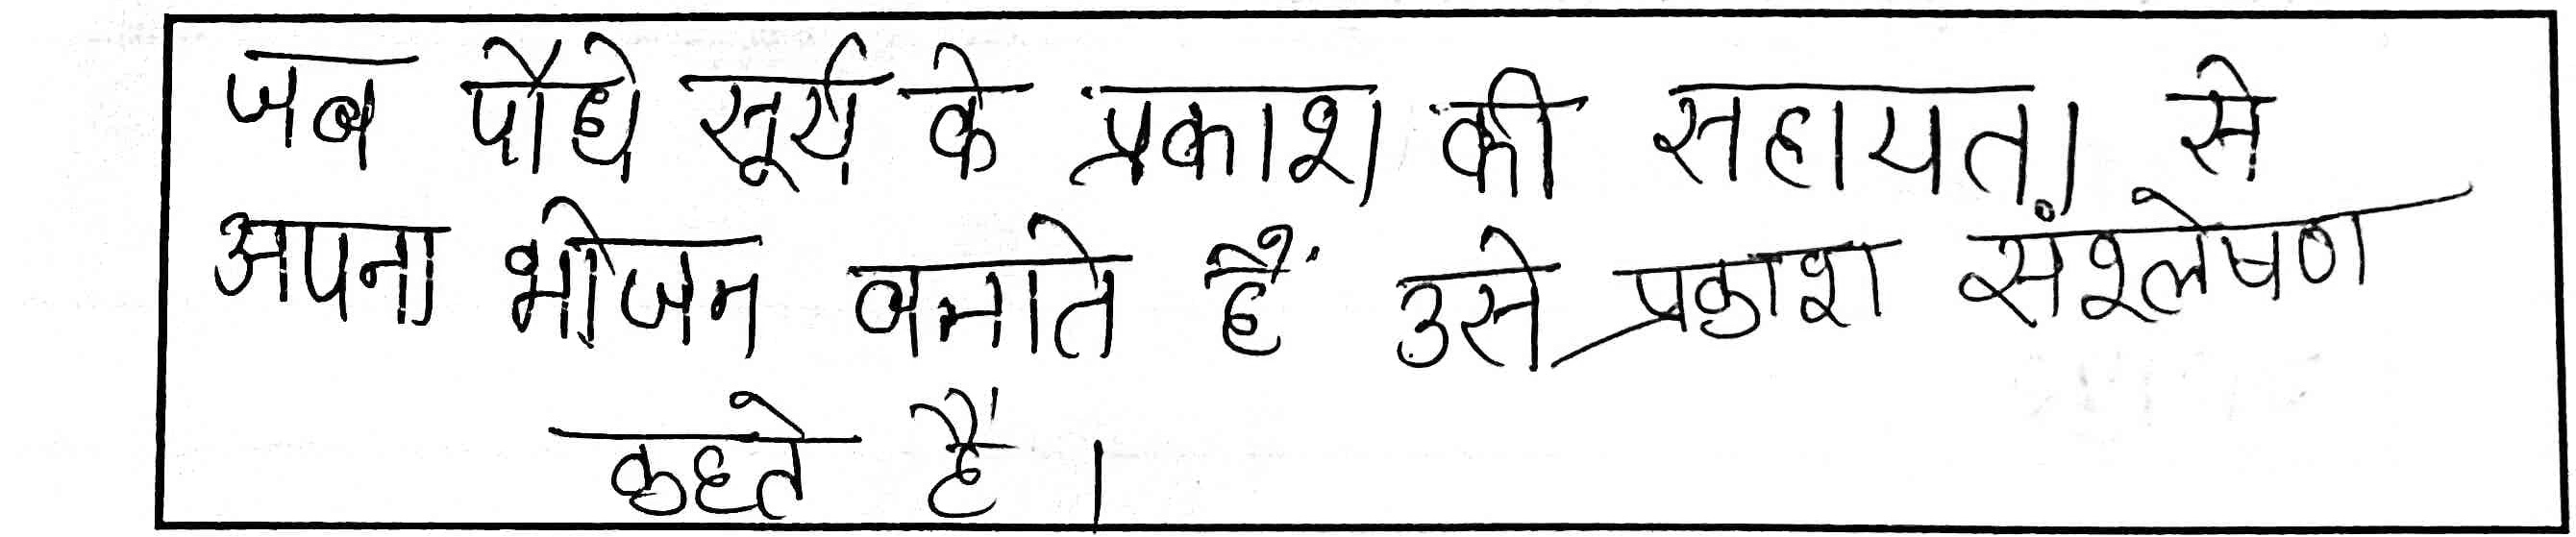 जब पौधे सूर्य के प्रकाश की सहायता से
अपना भोजन बनाते हैं उसे प्रकाश संश्लेषण
कहते हैं।